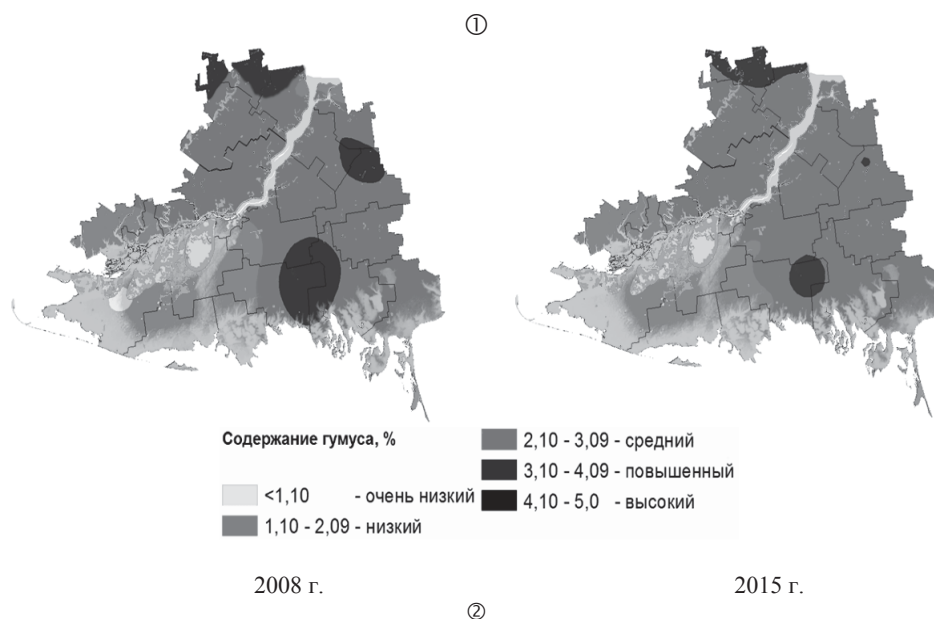 ①
Содержание гумуса, %
<1,10 - очень низкий
1,10 - 2,09 - низкий
2,10 - 3,09 - средний
3,10 - 4,09 - повышенный
4,10 - 5,0 - высокий
2008 г.
2015 г.
②